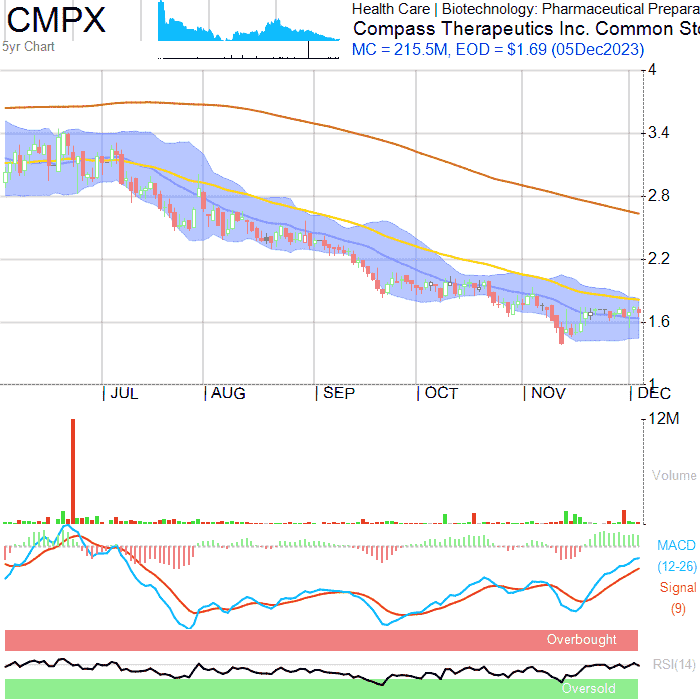 CMPX
5yr Chart
Health Care | Biotechnology: Pharmaceutical Prepara
Compass Therapeutics Inc. Common Sto
MC = 215.5M, EOD = $1.69 (05Dec2023)
4
3.4
2.8
2.2
1.6
1
JUL AUG SEP OCT NOV DEC
12M
Volume
MACD
(12-26)
Signal
(9)
Overbought
RSI(14)
Oversold